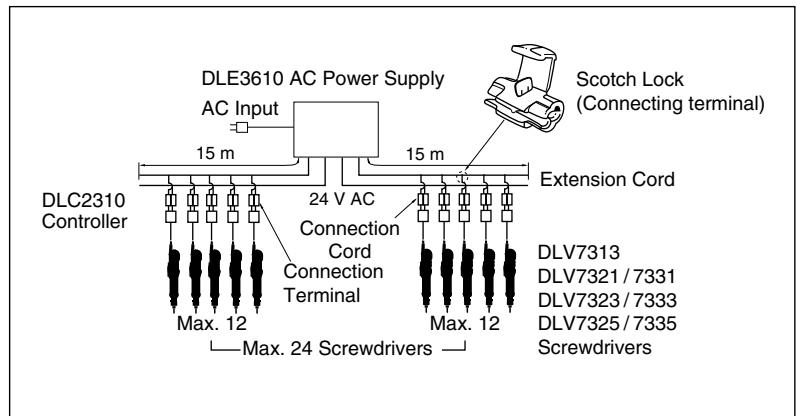 DLE3610 AC Power Supply
AC Input
Scotch Lock
(Connecting terminal)
15 m
15 m
Extension Cord
DLC2310
Controller
24 V AC
Connection
Cord
Connection
Terminal
DLV7313
DLV7321 / 7331
DLV7323 / 7333
DLV7325 / 7335
Screwdrivers
Max. 12
Max. 12
Max. 24 Screwdrivers